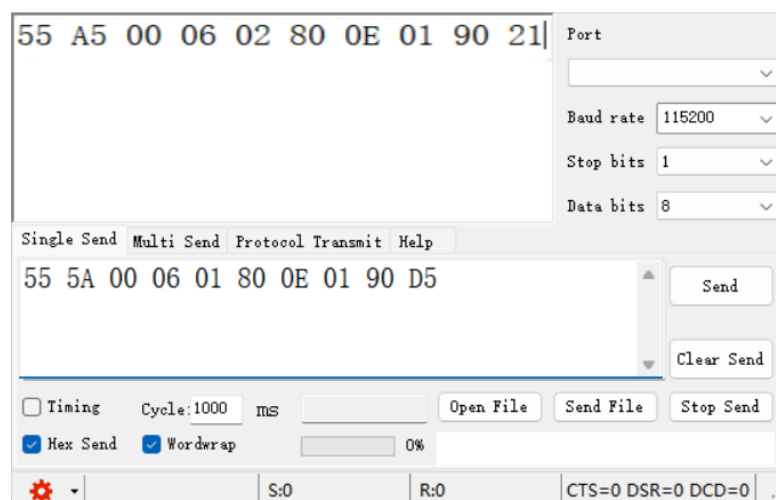 55 A5 00 06 02 80 0E 01 90 21
Port
Baud rate 115200
Stop bits 1
Data bits 8
Single Send Multi Send Protocol Transmit Help
55 5A 00 06 01 80 0E 01 90 D5
Send
Clear Send
Timing Cycle:1000 ms Open File Send File Stop Send
Hex Send Wordwrap 0%
S:0 R:0 CTS=0 DSR=0 DCD=0